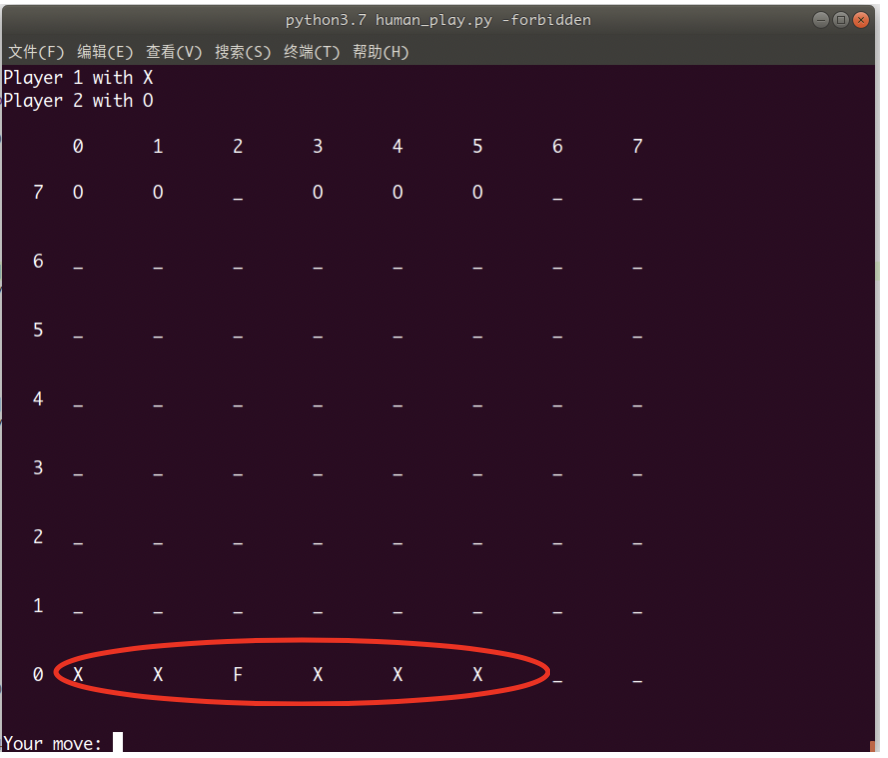 python3.7 human_play.py -forbidden
文件(F) 编辑(E) 查看(V) 搜索(S) 终端(T) 帮助(H)
Player 1 with X
Player 2 with O
0 1 2 3 4 5 6 7
7 O O _ O O O _ _
6 _ _ _ _ _ _ _ _
5 _ _ _ _ _ _ _ _
4 _ _ _ _ _ _ _ _
3 _ _ _ _ _ _ _ _
2 _ _ _ _ _ _ _ _
1 _ _ _ _ _ _ _ _
0 X X F X X X _ _
Your move: